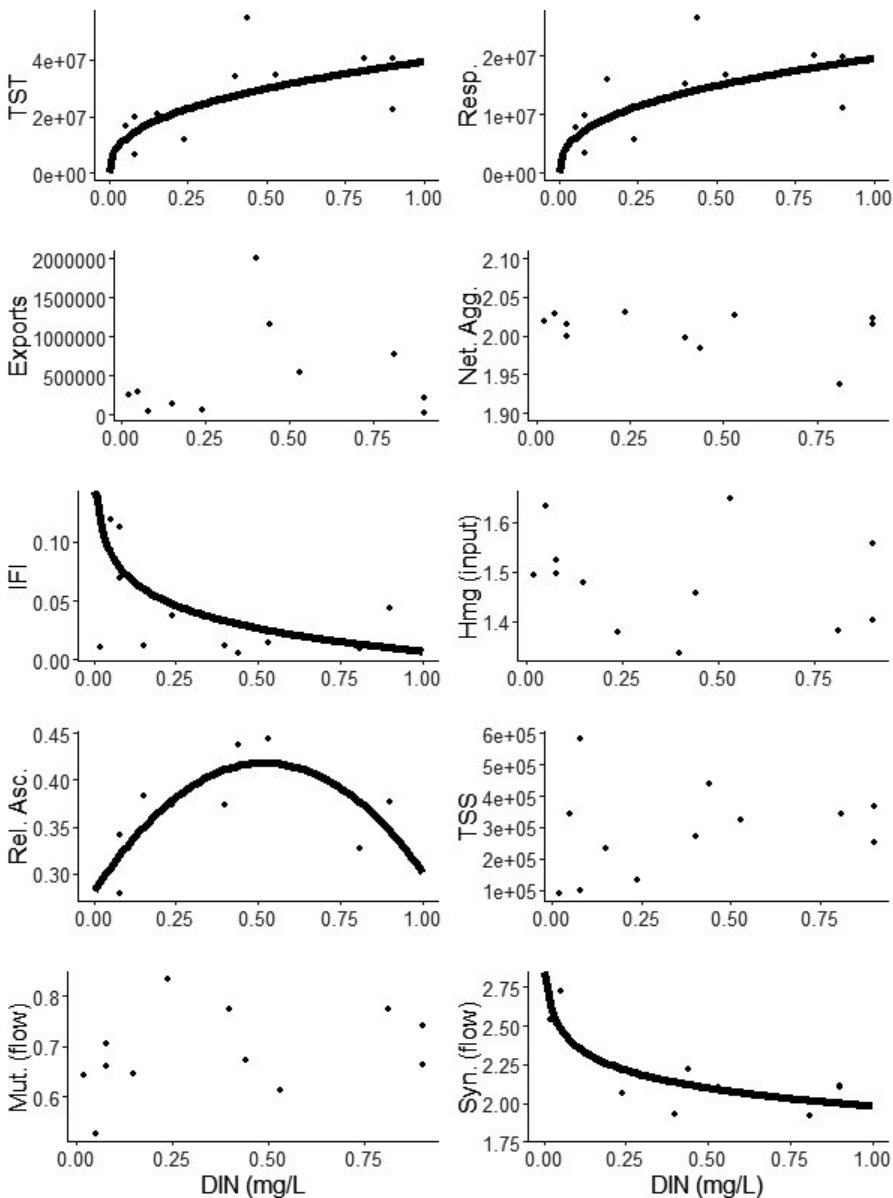 TST
4e+07
2e+07
0e+00
0.00 0.25 0.50 0.75 1.00
Resp.
2e+07
1e+07
0e+00
0.00 0.25 0.50 0.75 1.00
Exports
2000000
1500000
1000000
500000
0
0.00 0.25 0.50 0.75
Net. Agg.
2.10
2.05
2.00
1.95
1.90
0.00 0.25 0.50 0.75
IFI
0.10
0.05
0.00
0.00 0.25 0.50 0.75 1.00
Hmg (input)
1.6
1.5
1.4
0.00 0.25 0.50 0.75
Rel. Asc.
0.45
0.40
0.35
0.30
0.00 0.25 0.50 0.75 1.00
TSS
6e+05
5e+05
4e+05
3e+05
2e+05
1e+05
0.00 0.25 0.50 0.75
Mut. (flow)
0.8
0.7
0.6
0.00 0.25 0.50 0.75
DIN (mg/L
Syn. (flow)
2.75
2.50
2.25
2.00
1.75
0.00 0.25 0.50 0.75 1.00
DIN (mg/L)